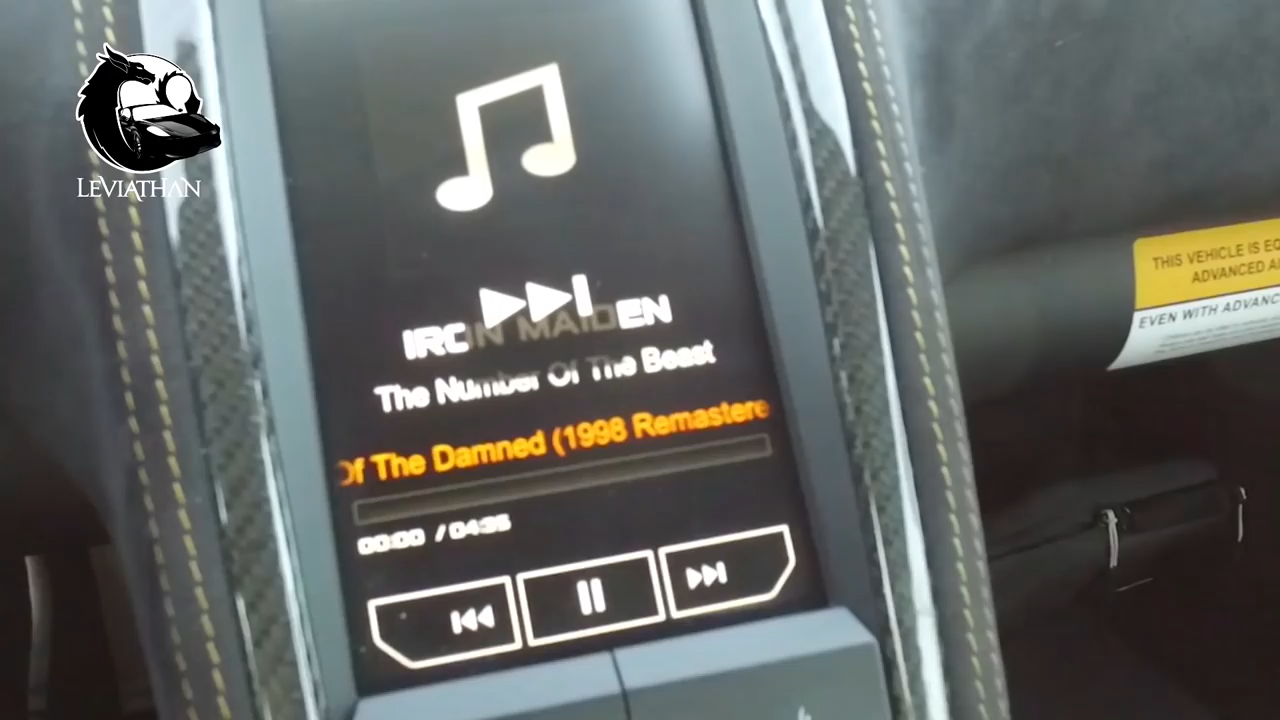 LEVIATHAN
IRON MAIDEN
The Number Of The Beast
Of The Damned (1998 Remastere
00:00 / 04:35
THIS VEHICLE IS EQ
ADVANCED AI
EVEN WITH ADVANC